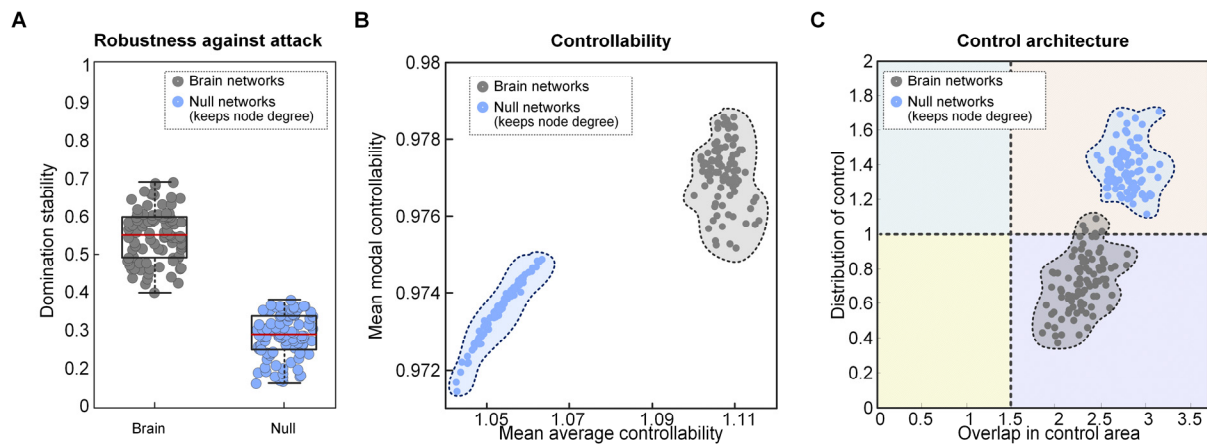 A
Robustness against attack
Domination stability
1
0.9
0.8
0.7
0.6
0.5
0.4
0.3
0.2
0
Brain networks
Null networks
(keeps node degree)
Brain
Null
B
Controllability
Mean modal controllability
0.98
0.978
0.976
0.974
0.972
Brain networks
Null networks
(keeps node degree)
1.05
1.07
1.09
1.11
Mean average controllability
C
Control architecture
Distribution of control
2
1.8
1.6
1.4
1.2
1
0.8
0.6
0.4
0.2
0
Brain networks
Null networks
(keeps node degree)
0
0.5
1
1.5
2
2.5
3
3.5
Overlap in control area